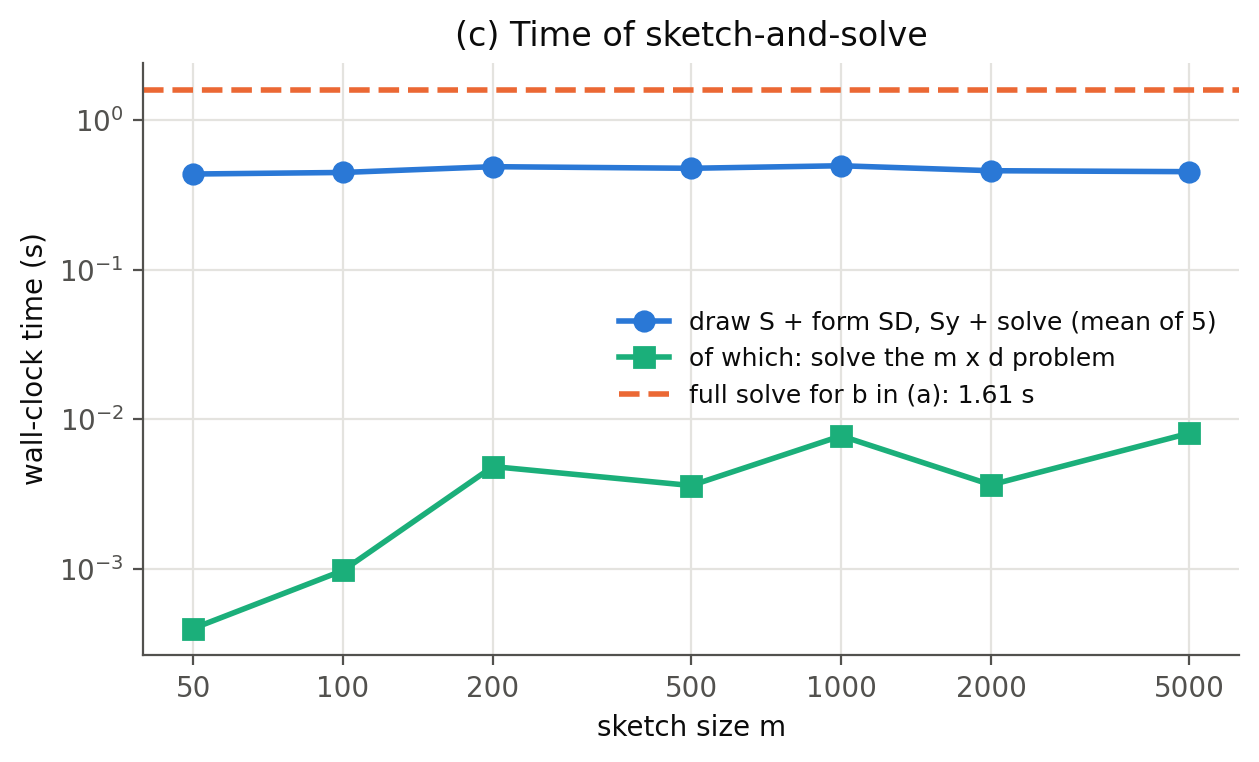 (c) Time of sketch-and-solve
wall-clock time (s)
10⁰
10⁻¹
10⁻²
10⁻³
draw S + form SD, Sy + solve (mean of 5)
of which: solve the m x d problem
full solve for b in (a): 1.61 s
50 100 200 500 1000 2000 5000
sketch size m